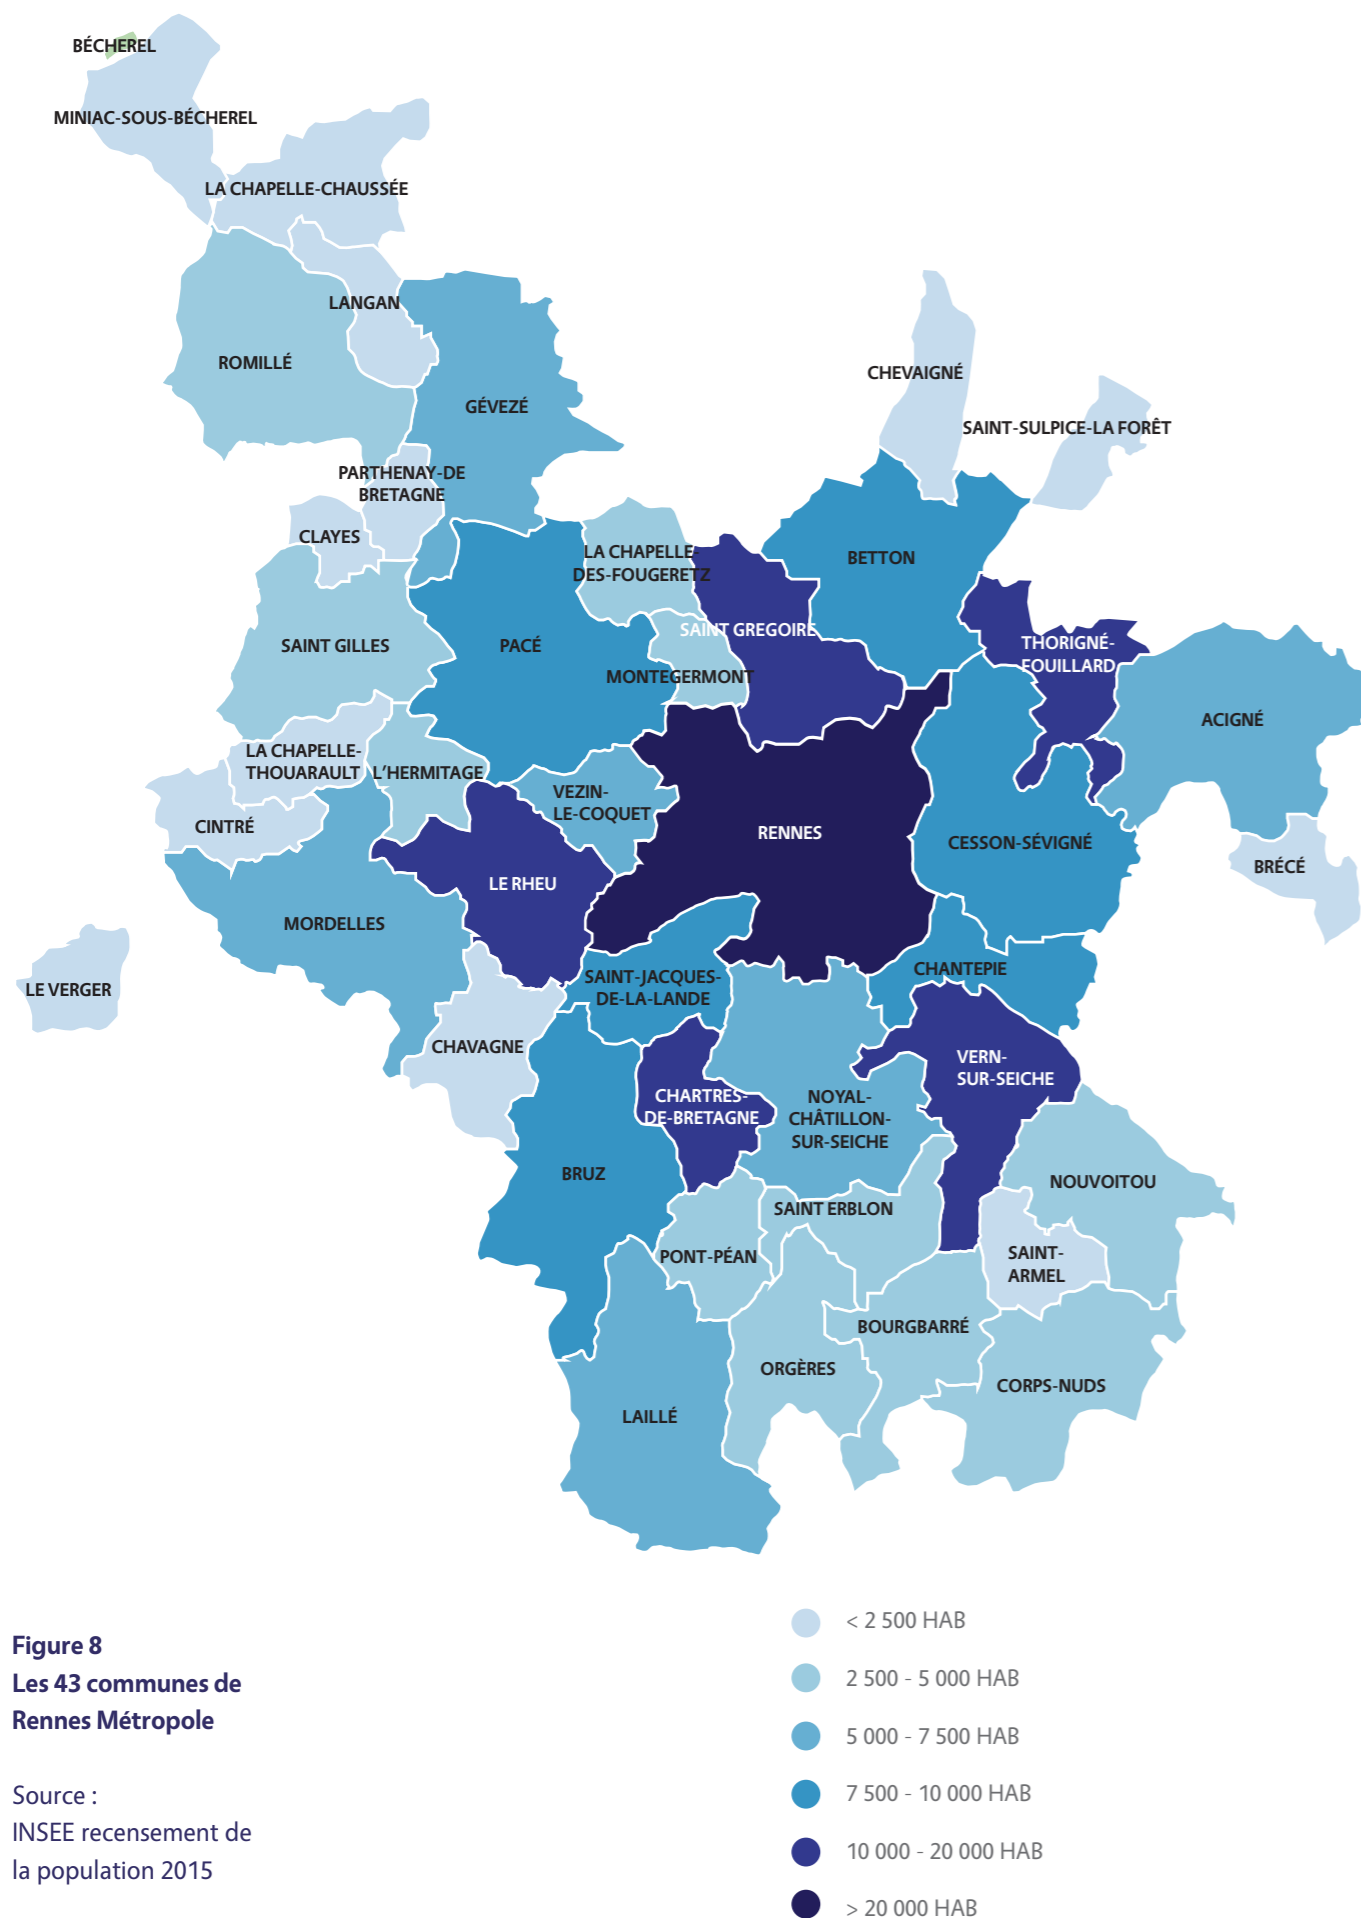 BÉCHEREL
MINIAC-SOUS-BÉCHEREL
LA CHAPELLE-CHAUSSÉE
LANGAN
ROMILLÉ
GÉVEZÉ
CHEVAIGNÉ
SAINT-SULPICE-LA FORÊT
PARTHENAY-DE
BRETAGNE
CLAYES
LA CHAPELLE-
DES-FOUGERETZ
BETTON
SAINT GREGOIRE
SAINT GILLES
PACÉ
MONTEGERMONT
THORIGNÉ-
FOUILLARD
ACIGNÉ
LA CHAPELLE-
THOUARAULT
L'HERMITAGE
VEZIN-
LE-COQUET
CINTRÉ
RENNES
CESSON-SÉVIGNÉ
BRÉCÉ
LE RHEU
MORDELLES
LE VERGER
SAINT-JACQUES-
DE-LA-LANDE
CHANTEPIE
CHAVAGNE
VERN-
SUR-SEICHE
CHARTRES-
DE-BRETAGNE
NOYAL-
CHÂTILLON-
SUR-SEICHE
BRUZ
NOUVOITOU
SAINT ERBLON
PONT-PÉAN
SAINT-
ARMEL
BOURGBARRÉ
ORGÈRES
CORPS-NUDS
LAILLÉ
Figure 8
Les 43 communes de
Rennes Métropole
Source :
INSEE recensement de
la population 2015
< 2 500 HAB
2 500 - 5 000 HAB
5 000 - 7 500 HAB
7 500 - 10 000 HAB
10 000 - 20 000 HAB
> 20 000 HAB